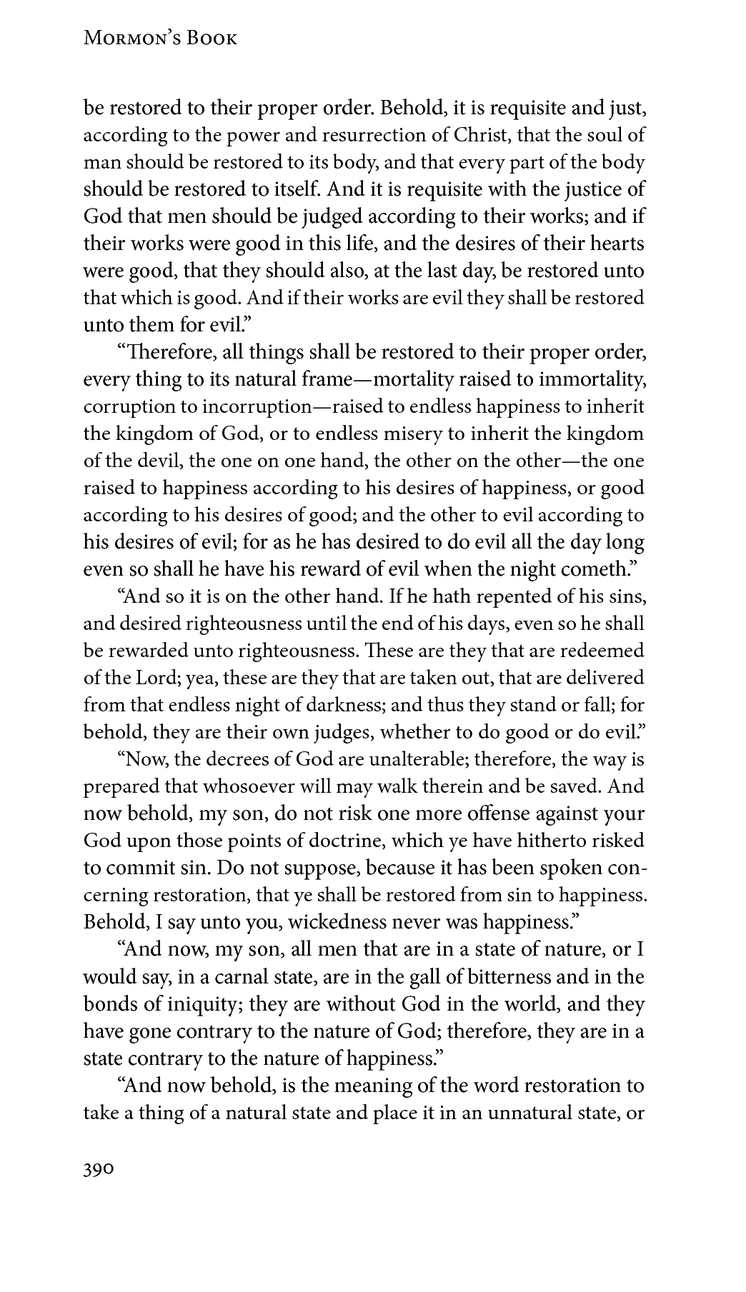 Mormon’s Book
be restored to their proper order. Behold, it is requisite and just,
according to the power and resurrection of Christ, that the soul of
man should be restored to its body, and that every part of the body
should be restored to itself. And it is requisite with the justice of
God that men should be judged according to their works; and if
their works were good in this life, and the desires of their hearts
were good, that they should also, at the last day, be restored unto
that which is good. And if their works are evil they shall be restored
unto them for evil.”
“Therefore, all things shall be restored to their proper order,
every thing to its natural frame—mortality raised to immortality,
corruption to incorruption—raised to endless happiness to inherit
the kingdom of God, or to endless misery to inherit the kingdom
of the devil, the one on one hand, the other on the other—the one
raised to happiness according to his desires of happiness, or good
according to his desires of good; and the other to evil according to
his desires of evil; for as he has desired to do evil all the day long
even so shall he have his reward of evil when the night cometh.”
“And so it is on the other hand. If he hath repented of his sins,
and desired righteousness until the end of his days, even so he shall
be rewarded unto righteousness. These are they that are redeemed
of the Lord; yea, these are they that are taken out, that are delivered
from that endless night of darkness; and thus they stand or fall; for
behold, they are their own judges, whether to do good or do evil.”
“Now, the decrees of God are unalterable; therefore, the way is
prepared that whosoever will may walk therein and be saved. And
now behold, my son, do not risk one more offense against your
God upon those points of doctrine, which ye have hitherto risked
to commit sin. Do not suppose, because it has been spoken con-
cerning restoration, that ye shall be restored from sin to happiness.
Behold, I say unto you, wickedness never was happiness.”
“And now, my son, all men that are in a state of nature, or I
would say, in a carnal state, are in the gall of bitterness and in the
bonds of iniquity; they are without God in the world, and they
have gone contrary to the nature of God; therefore, they are in a
state contrary to the nature of happiness.”
“And now behold, is the meaning of the word restoration to
take a thing of a natural state and place it in an unnatural state, or
390